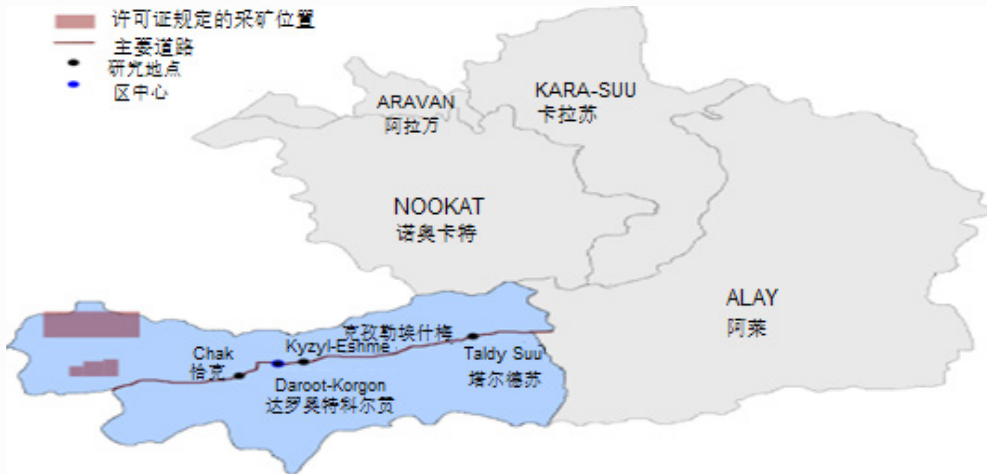 许可证规定的采矿位置
主要道路
研究地点
区中心
ARAVAN
阿拉万
KARA-SUU
卡拉苏
NOOKAT
诺奥卡特
ALAY
阿莱
克孜勒埃什梅
Kyzyl-Eshme
Chak
恰克
Taldy Suu
塔尔德苏
Daroot-Korgon
达罗奥特科尔贡